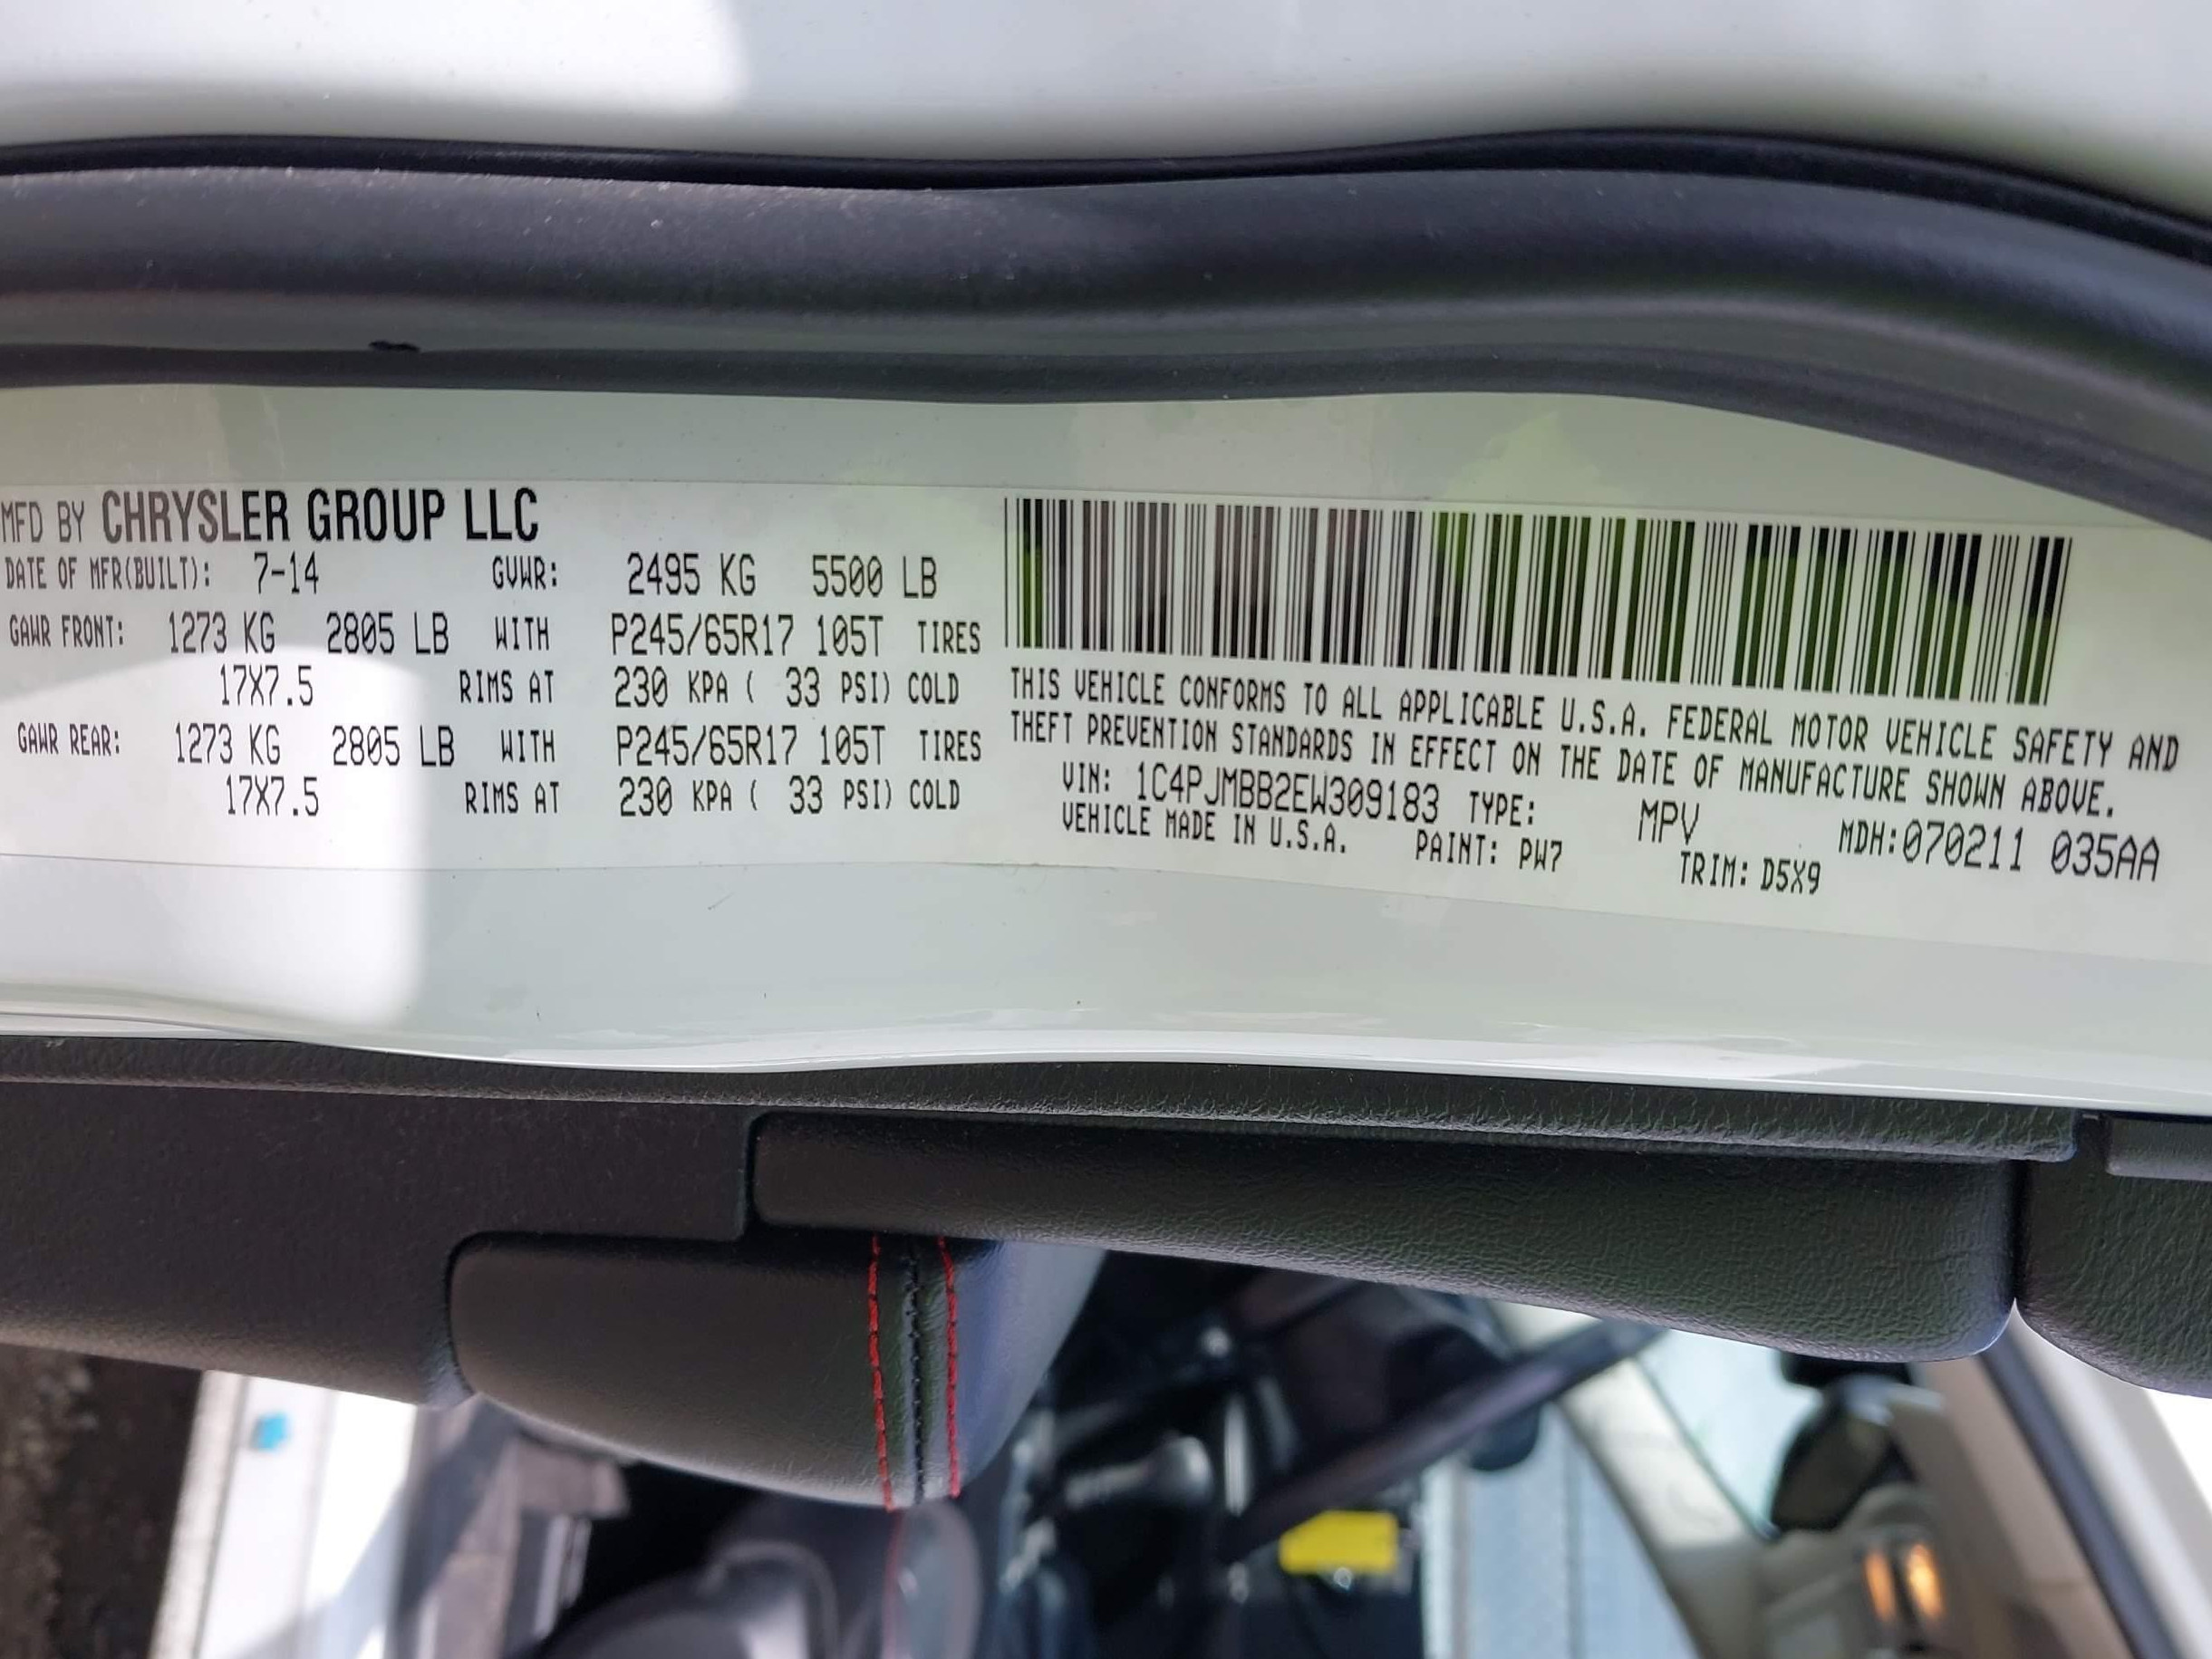 MFD BY CHRYSLER GROUP LLC
DATE OF MFR(BUILT): 7-14 GVWR: 2495 KG 5500 LB
GAWR FRONT: 1273 KG 2805 LB WITH P245/65R17 105T TIRES
17X7.5 RIMS AT 230 KPA ( 33 PSI) COLD
GAWR REAR: 1273 KG 2805 LB WITH P245/65R17 105T TIRES
17X7.5 RIMS AT 230 KPA ( 33 PSI) COLD
THIS VEHICLE CONFORMS TO ALL APPLICABLE U.S.A. FEDERAL MOTOR VEHICLE SAFETY AND
THEFT PREVENTION STANDARDS IN EFFECT ON THE DATE OF MANUFACTURE SHOWN ABOVE.
VIN: 1C4PJMBB2EW309183 TYPE: MPV MDH:070211 035AA
VEHICLE MADE IN U.S.A. PAINT: PW7 TRIM: D5X9